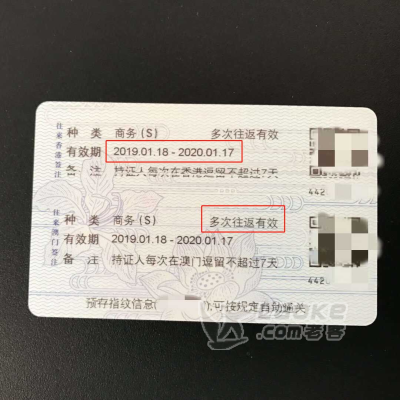 往来香港签注
种 类 商务 (S) 多次往返有效
有效期 2019.01.18 - 2020.01.17
备 注 持证人每次在香港逗留不超过7天
442
往来澳门签注
种 类 商务 (S) 多次往返有效
有效期 2019.01.18 - 2020.01.17
备 注 持证人每次在澳门逗留不超过7天
442
预存指纹信息( ),可按规定自动通关
Laoke.com老客